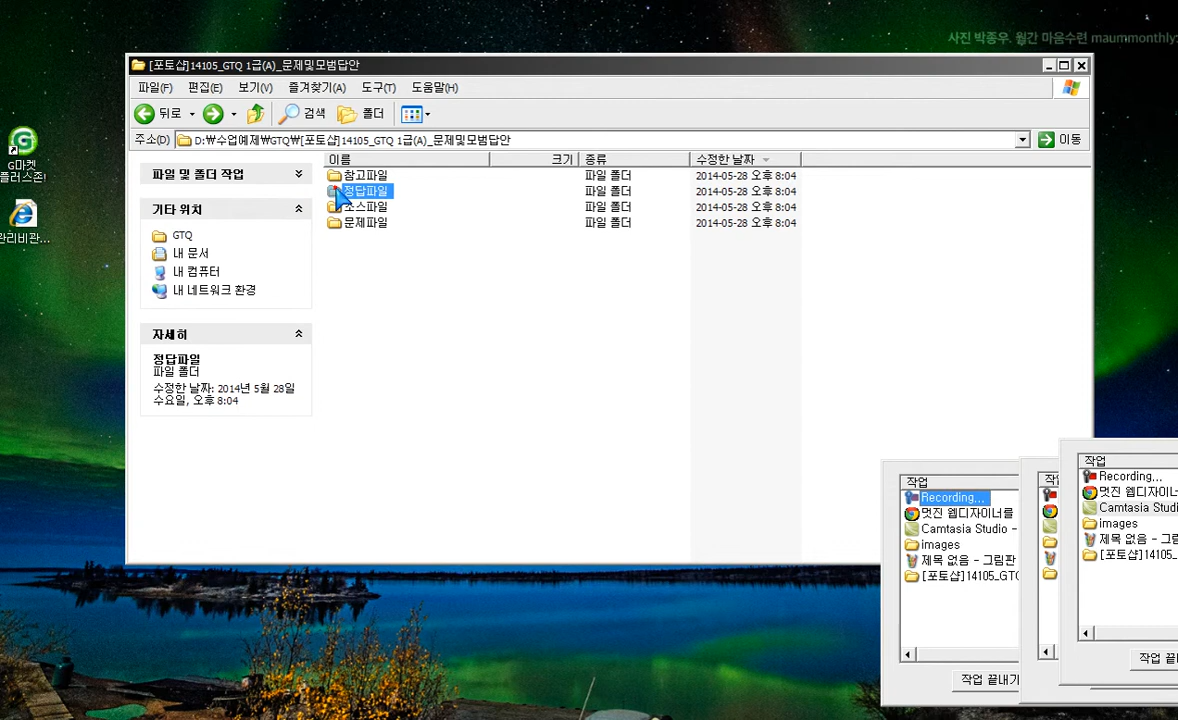 사진 박종우. 월간 마음수련 maummonthly:
[포토샵]14105_GTQ 1급(A)_문제및모범답안
파일(F) 편집(E) 보기(V) 즐겨찾기(A) 도구(T) 도움말(H)
뒤로 검색 폴더
주소(D) D:₩수업예제₩GTQ₩[포토샵]14105_GTQ 1급(A)_문제및모범답안 이동
G마켓
플러스존!
관리비관...
파일 및 폴더 작업
기타 위치
GTQ
내 문서
내 컴퓨터
내 네트워크 환경
자세히
정답파일
파일 폴더
수정한 날짜: 2014년 5월 28일
수요일, 오후 8:04
이름 크기 종류 수정한 날짜
참고파일 파일 폴더 2014-05-28 오후 8:04
정답파일 파일 폴더 2014-05-28 오후 8:04
소스파일 파일 폴더 2014-05-28 오후 8:04
문제파일 파일 폴더 2014-05-28 오후 8:04
작업
Recording...
멋진 웹디자이너를
Camtasia Studio -
images
제목 없음 - 그림판
[포토샵]14105_GTQ
작업 끝내기
작업
Recording...
멋진 웹디자이너
Camtasia Studi
images
제목 없음 - 그림
[포토샵]14105_
작업 끝